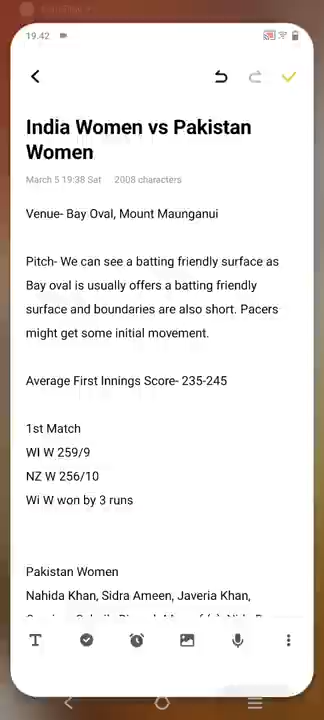 19.42
India Women vs Pakistan
Women
March 5 19:38 Sat 2008 characters
Venue- Bay Oval, Mount Maunganui
Pitch- We can see a batting friendly surface as
Bay oval is usually offers a batting friendly
surface and boundaries are also short. Pacers
might get some initial movement.
Average First Innings Score- 235-245
1st Match
WI W 259/9
NZ W 256/10
Wi W won by 3 runs
Pakistan Women
Nahida Khan, Sidra Ameen, Javeria Khan,